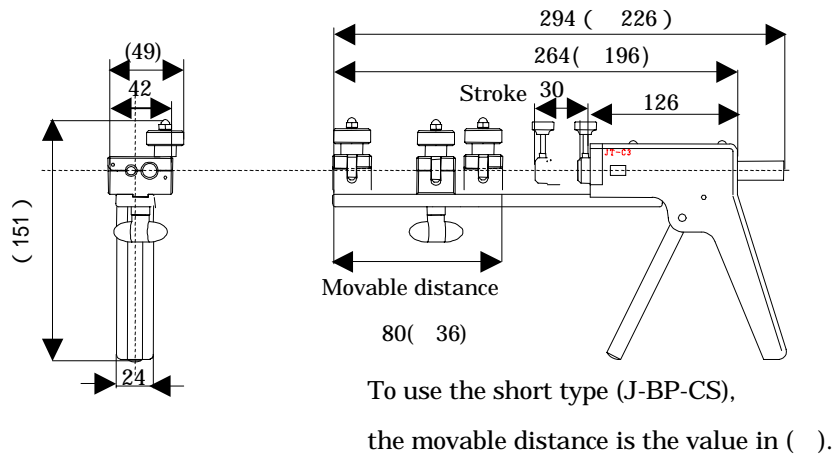 294 (　226 )
(49)
264(　196)
42
Stroke 30
126
JT-C3
(151)
Movable distance
80(　36)
24
To use the short type (J-BP-CS),
the movable distance is the value in (　).